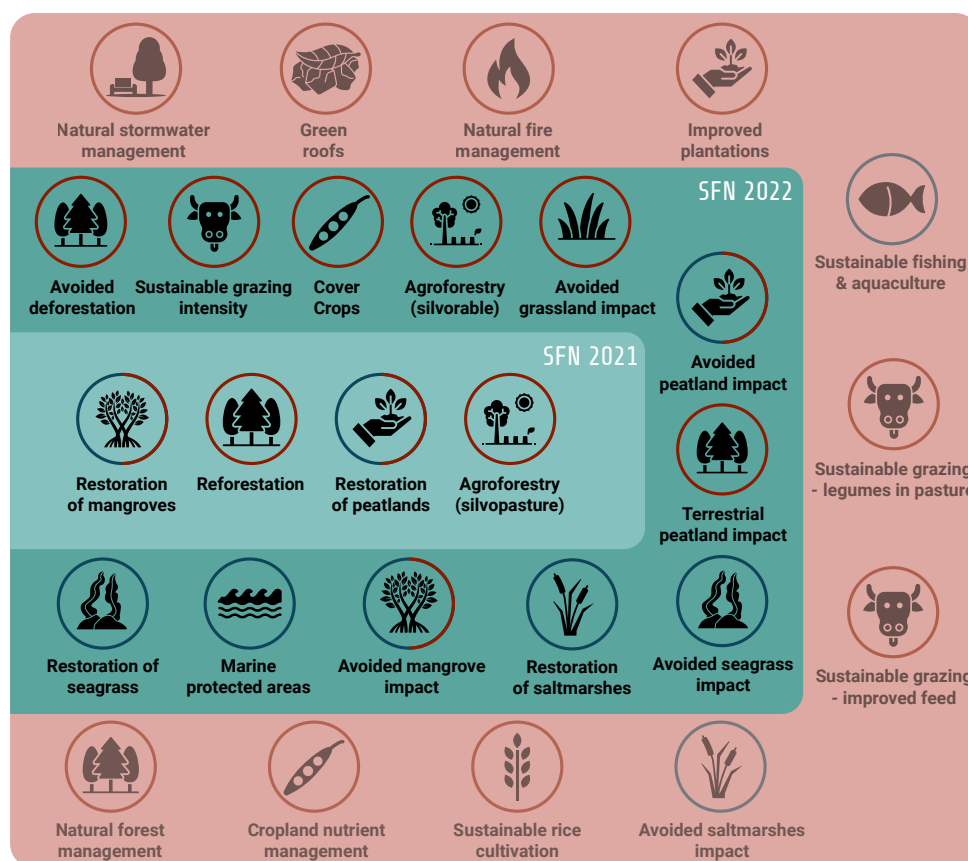 Natural stormwater
management
Green
roofs
Natural fire
management
Improved
plantations
SFN 2022
Sustainable fishing
& aquaculture
Avoided
deforestation
Sustainable grazing
intensity
Cover
Crops
Agroforestry
(silvorable)
Avoided
grassland impact
Avoided
peatland impact
SFN 2021
Restoration
of mangroves
Reforestation
Restoration
of peatlands
Agroforestry
(silvopasture)
Terrestrial
peatland impact
Sustainable grazing
- legumes in pasture
Restoration of
seagrass
Marine
protected areas
Avoided mangrove
impact
Restoration
of saltmarshes
Avoided seagrass
impact
Sustainable grazing
- improved feed
Natural forest
management
Cropland nutrient
management
Sustainable rice
cultivation
Avoided saltmarshes
impact